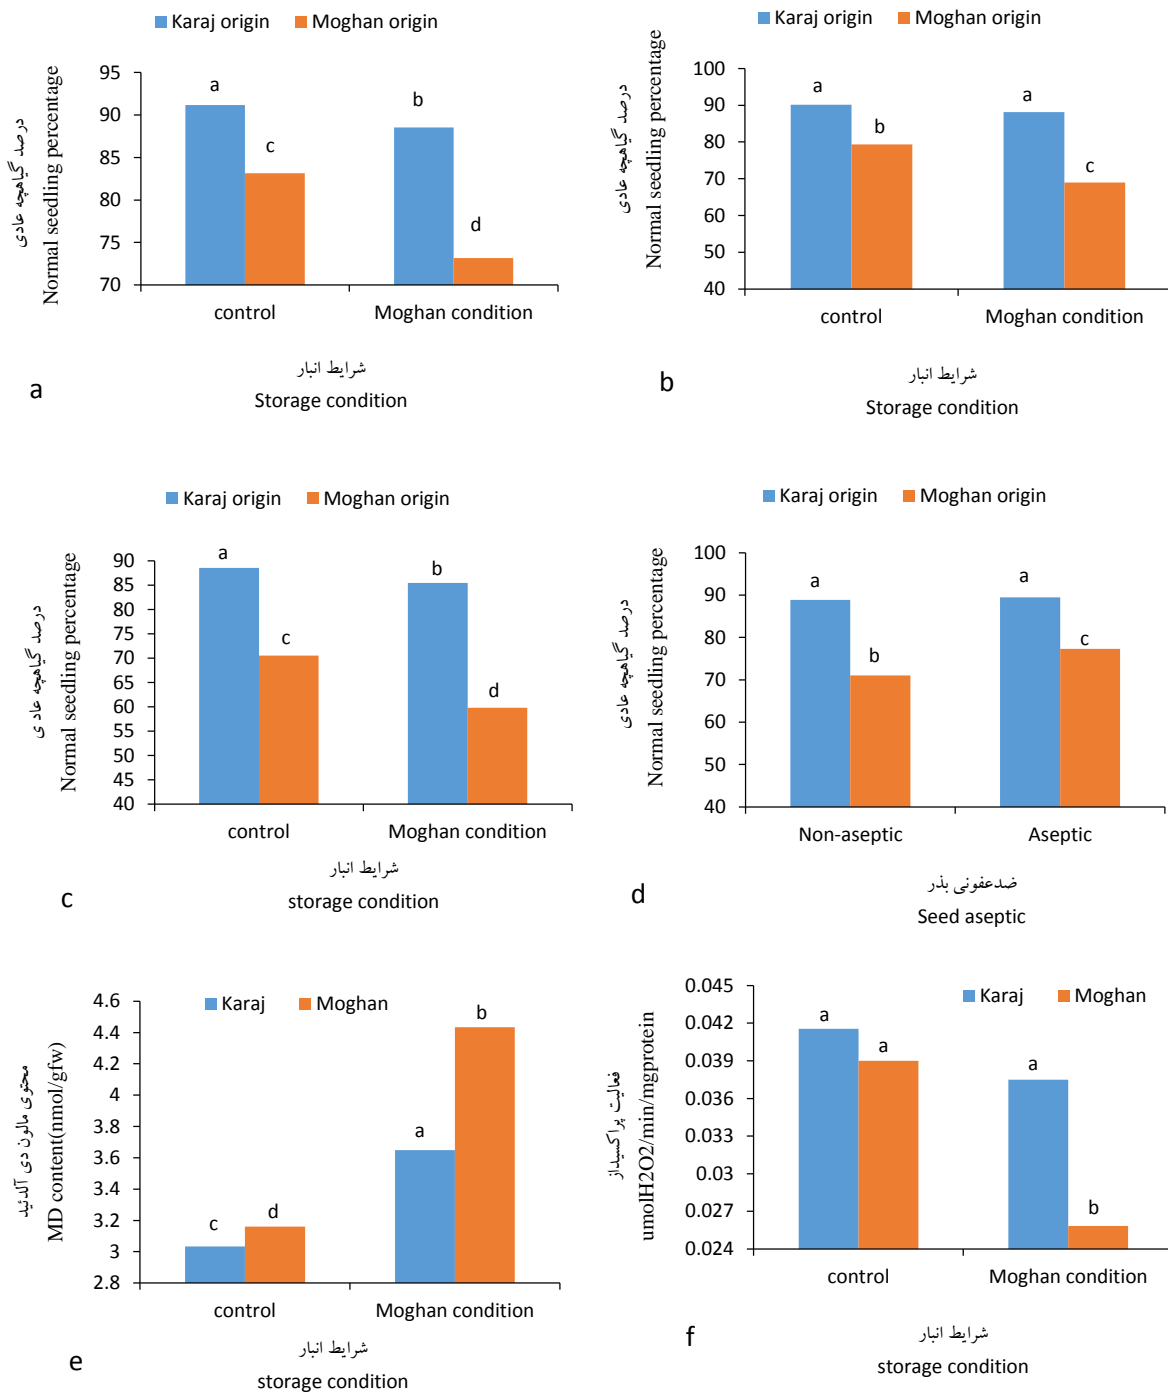 Karaj origin Moghan origin
درصد گیاهچه عادی
Normal seedling percentage
95
90
85
80
75
70
a
c
b
d
control Moghan condition
شرایط انبار
Storage condition
a
Karaj origin Moghan origin
درصد گیاهچه عادی
Normal seedling percentage
100
90
80
70
60
50
40
a
b
a
c
control Moghan condition
شرایط انبار
Storage condition
b
Karaj origin Moghan origin
درصد گیاهچه عاد ی
Normal seedling percentage
90
85
80
75
70
65
60
55
50
45
40
a
c
b
d
control Moghan condition
شرایط انبار
storage condition
c
Karaj origin Moghan origin
درصد گیاهچه عادی
Normal seedling percentage
100
90
80
70
60
50
40
a
b
a
c
Non-aseptic Aseptic
ضدعفونی بذر
Seed aseptic
d
Karaj Moghan
محتوی مالون دی آلدئید
MD content(nmol/gfw)
4.6
4.4
4.2
4
3.8
3.6
3.4
3.2
3
2.8
c
d
a
b
control Moghan condition
شرایط انبار
storage condition
e
Karaj Moghan
فعالیت پراکسیداز
umolH2O2/min/mgprotein
0.045
0.042
0.039
0.036
0.033
0.03
0.027
0.024
a
a
a
b
control Moghan condition
شرایط انبار
storage condition
f